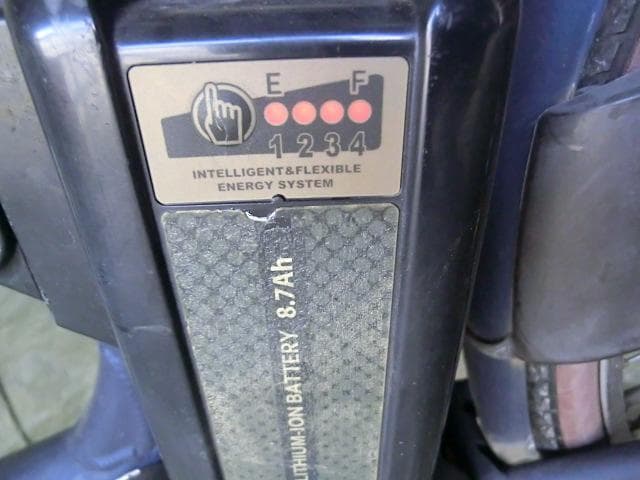 E F
1 2 3 4
INTELLIGENT&FLEXIBLE
ENERGY SYSTEM
LITHIUM-ION BATTERY 8.7Ah